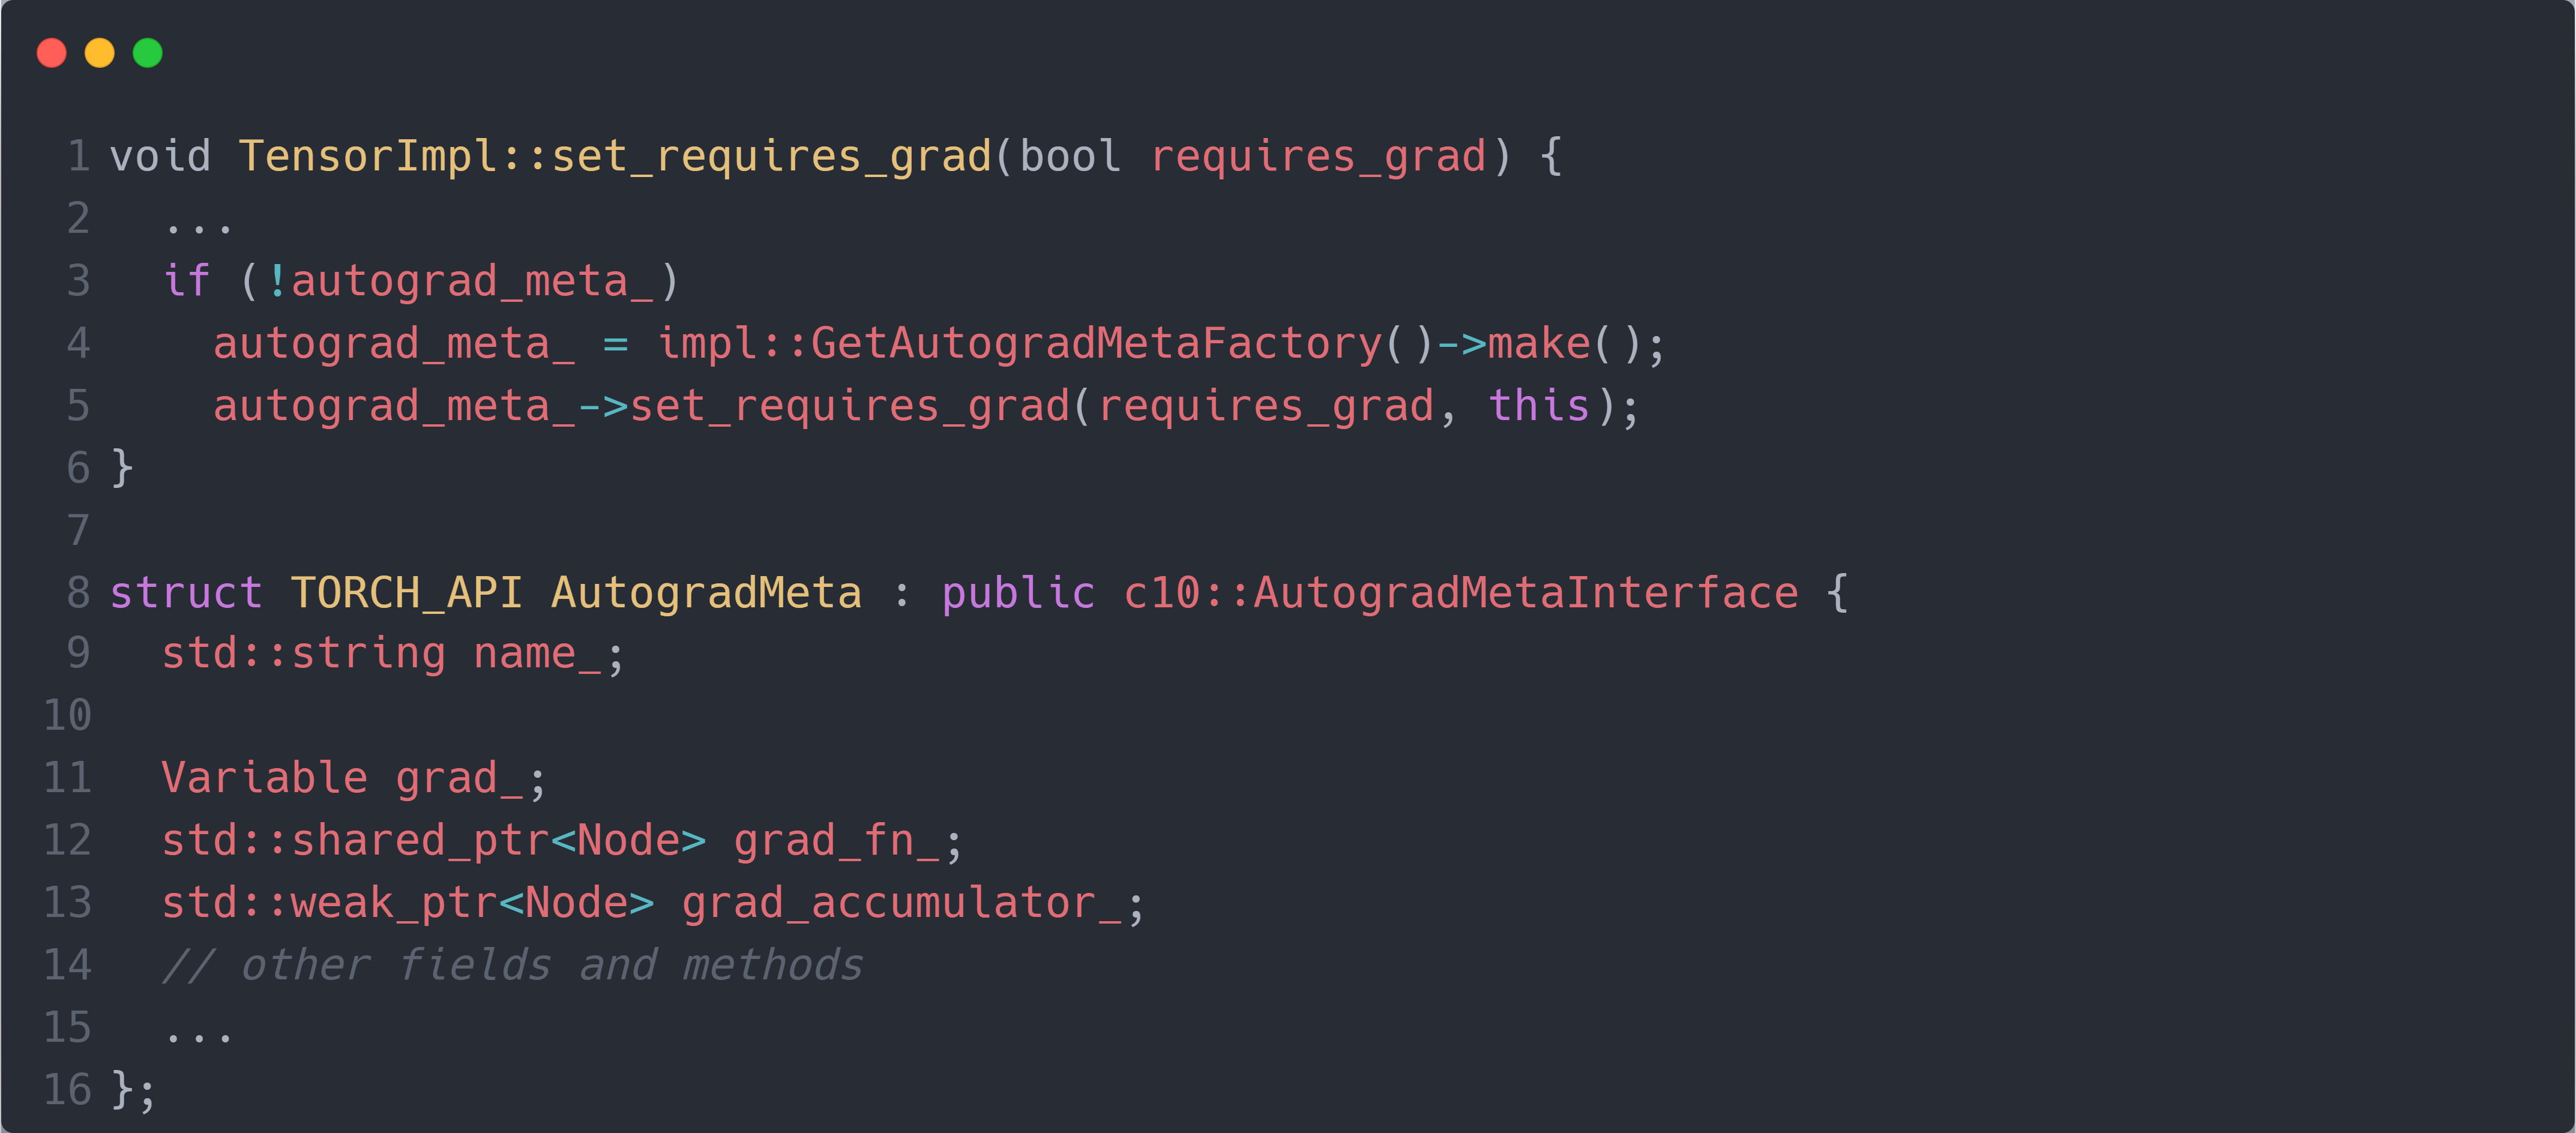 1 void TensorImpl::set_requires_grad(bool requires_grad) {
2   ...
3   if (!autograd_meta_)
4     autograd_meta_ = impl::GetAutogradMetaFactory()->make();
5     autograd_meta_->set_requires_grad(requires_grad, this);
6 }
7
8 struct TORCH_API AutogradMeta : public c10::AutogradMetaInterface {
9   std::string name_;
10
11   Variable grad_;
12   std::shared_ptr<Node> grad_fn_;
13   std::weak_ptr<Node> grad_accumulator_;
14   // other fields and methods
15   ...
16 };